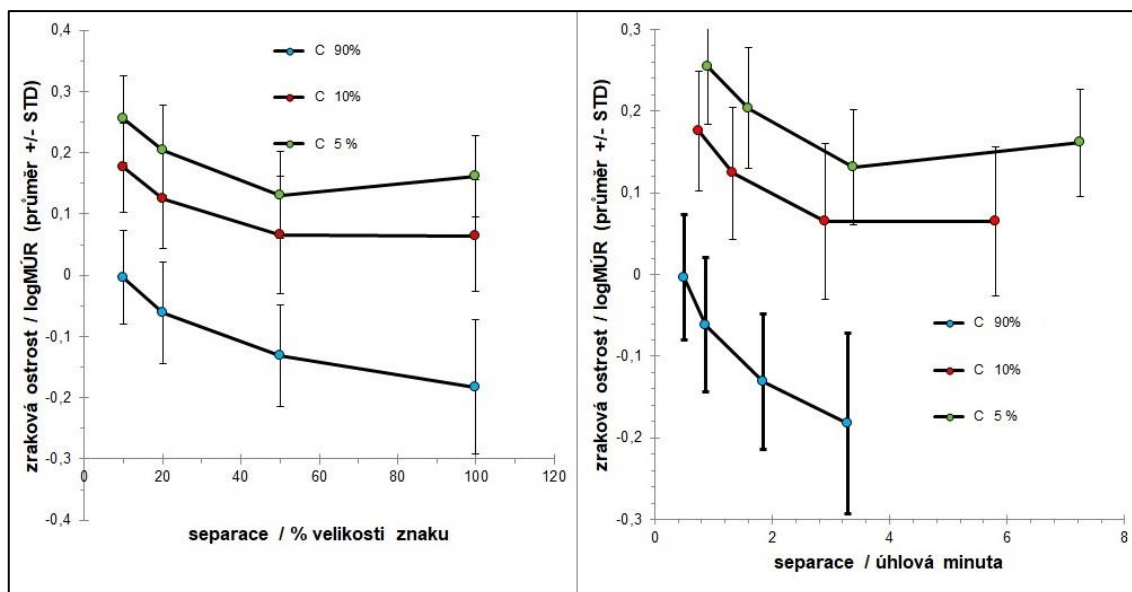 zraková ostrost / logMÚR (průměr +/- STD)
0,4
0,3
0,2
0,1
0
-0,1
-0,2
-0,3
-0,4
C 90%
C 10%
C 5 %
0 20 40 60 80 100 120
separace / % velikosti znaku
zraková ostrost / logMÚR (průměr +/- STD)
0,3
0,2
0,1
0
-0,1
-0,2
-0,3
C 90%
C 10%
C 5 %
0 2 4 6 8
separace / úhlová minuta